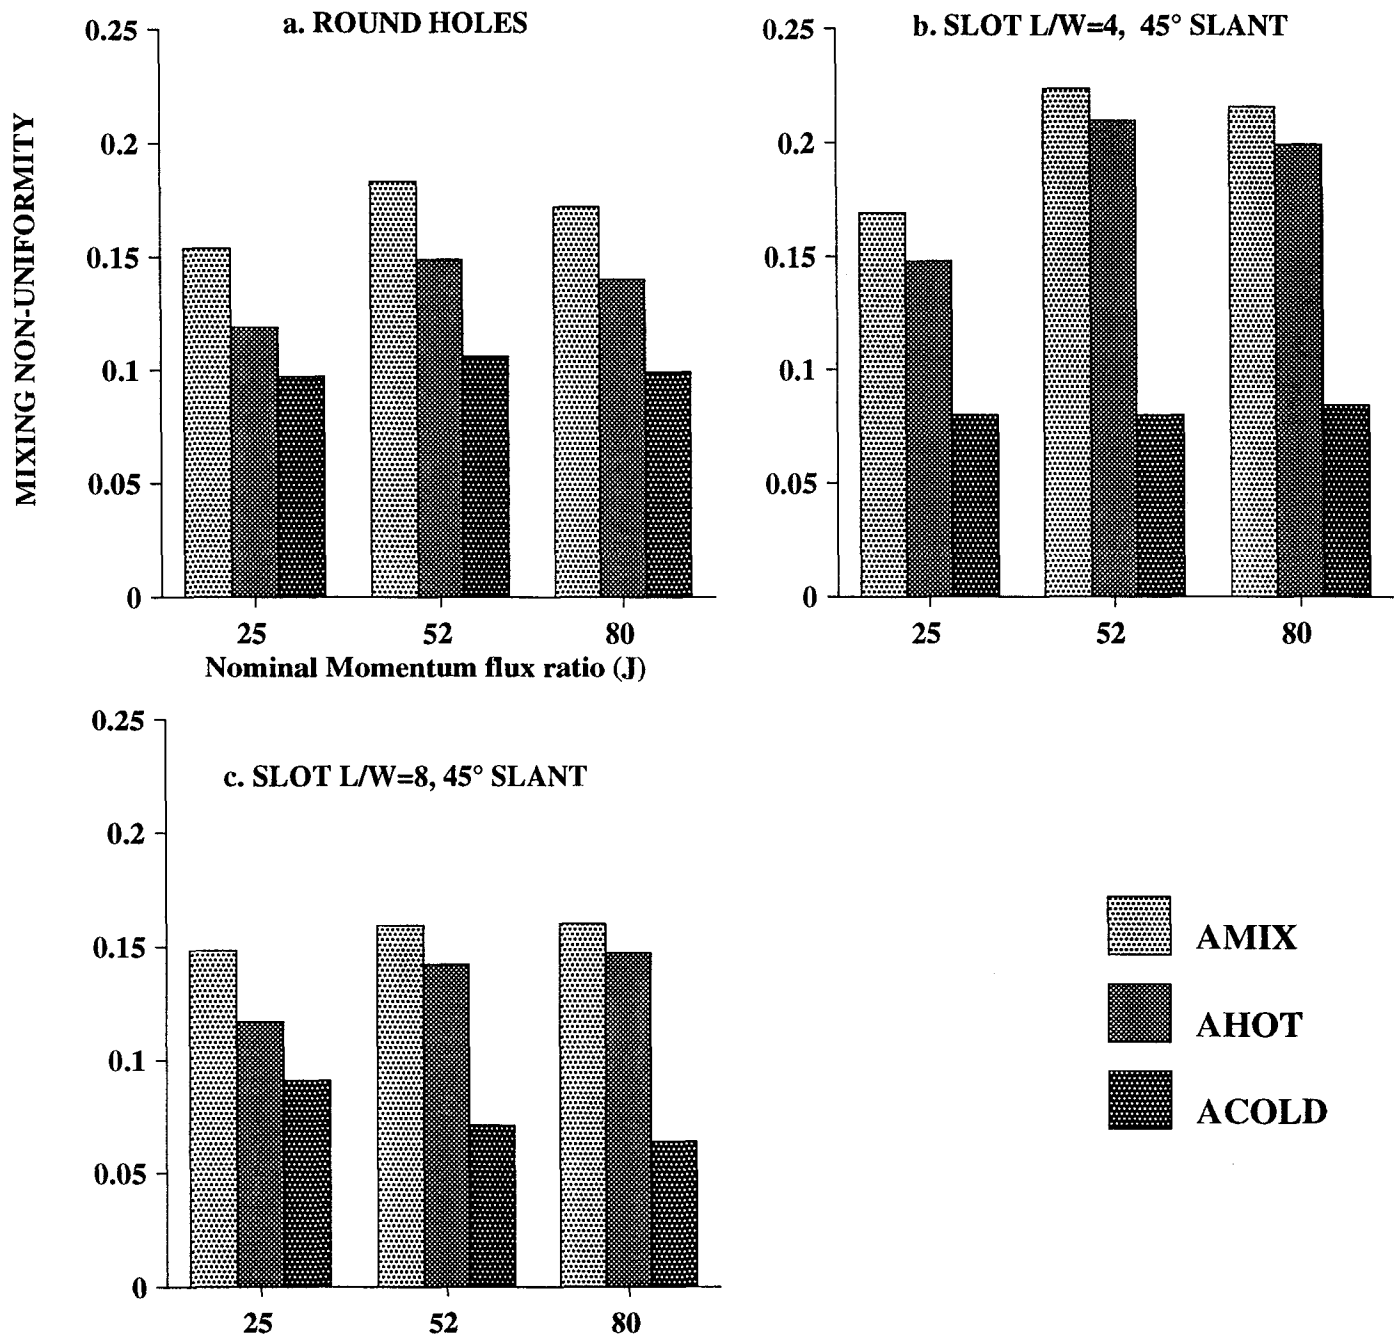 a. ROUND HOLES
MIXING NON-UNIFORMITY
0.25
0.2
0.15
0.1
0.05
0
25 52 80
Nominal Momentum flux ratio (J)
b. SLOT L/W=4, 45° SLANT
0.25
0.2
0.15
0.1
0.05
0
25 52 80
c. SLOT L/W=8, 45° SLANT
0.25
0.2
0.15
0.1
0.05
0
25 52 80
AMIX
AHOT
ACOLD